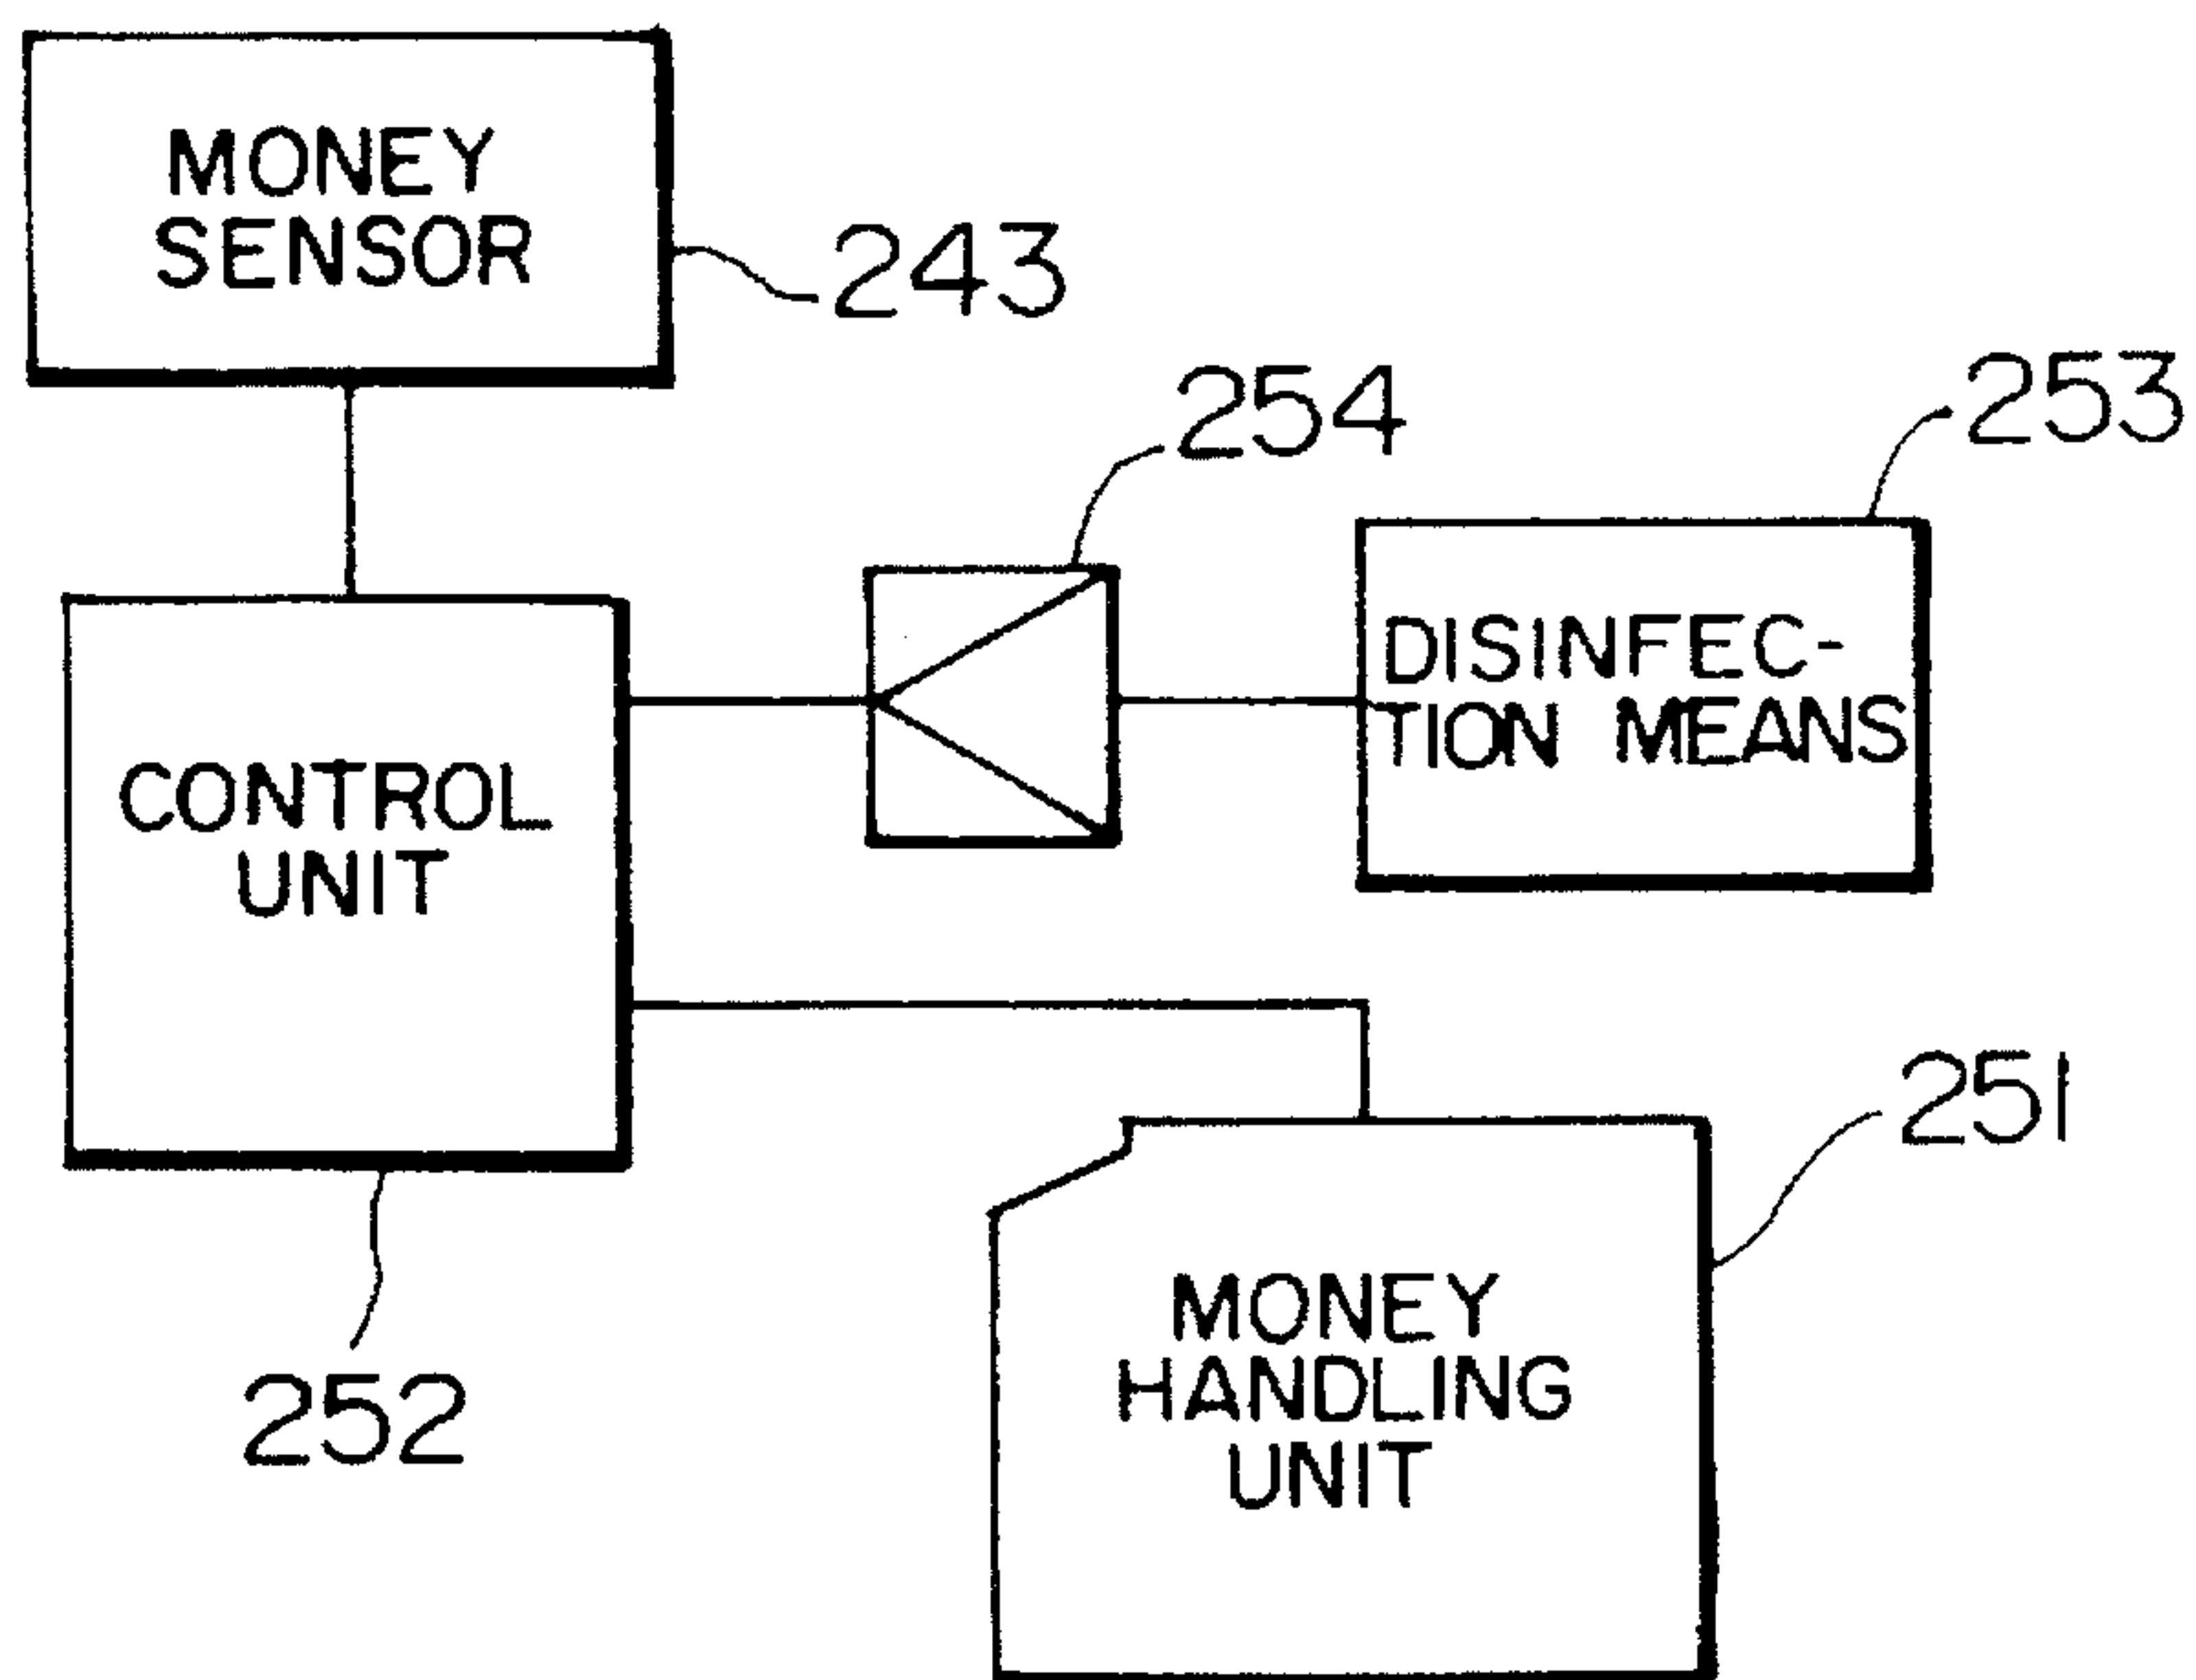 MONEY
SENSOR
243
254
253
DISINFEC-
TION MEANS
CONTROL
UNIT
252
251
MONEY
HANDLING
UNIT